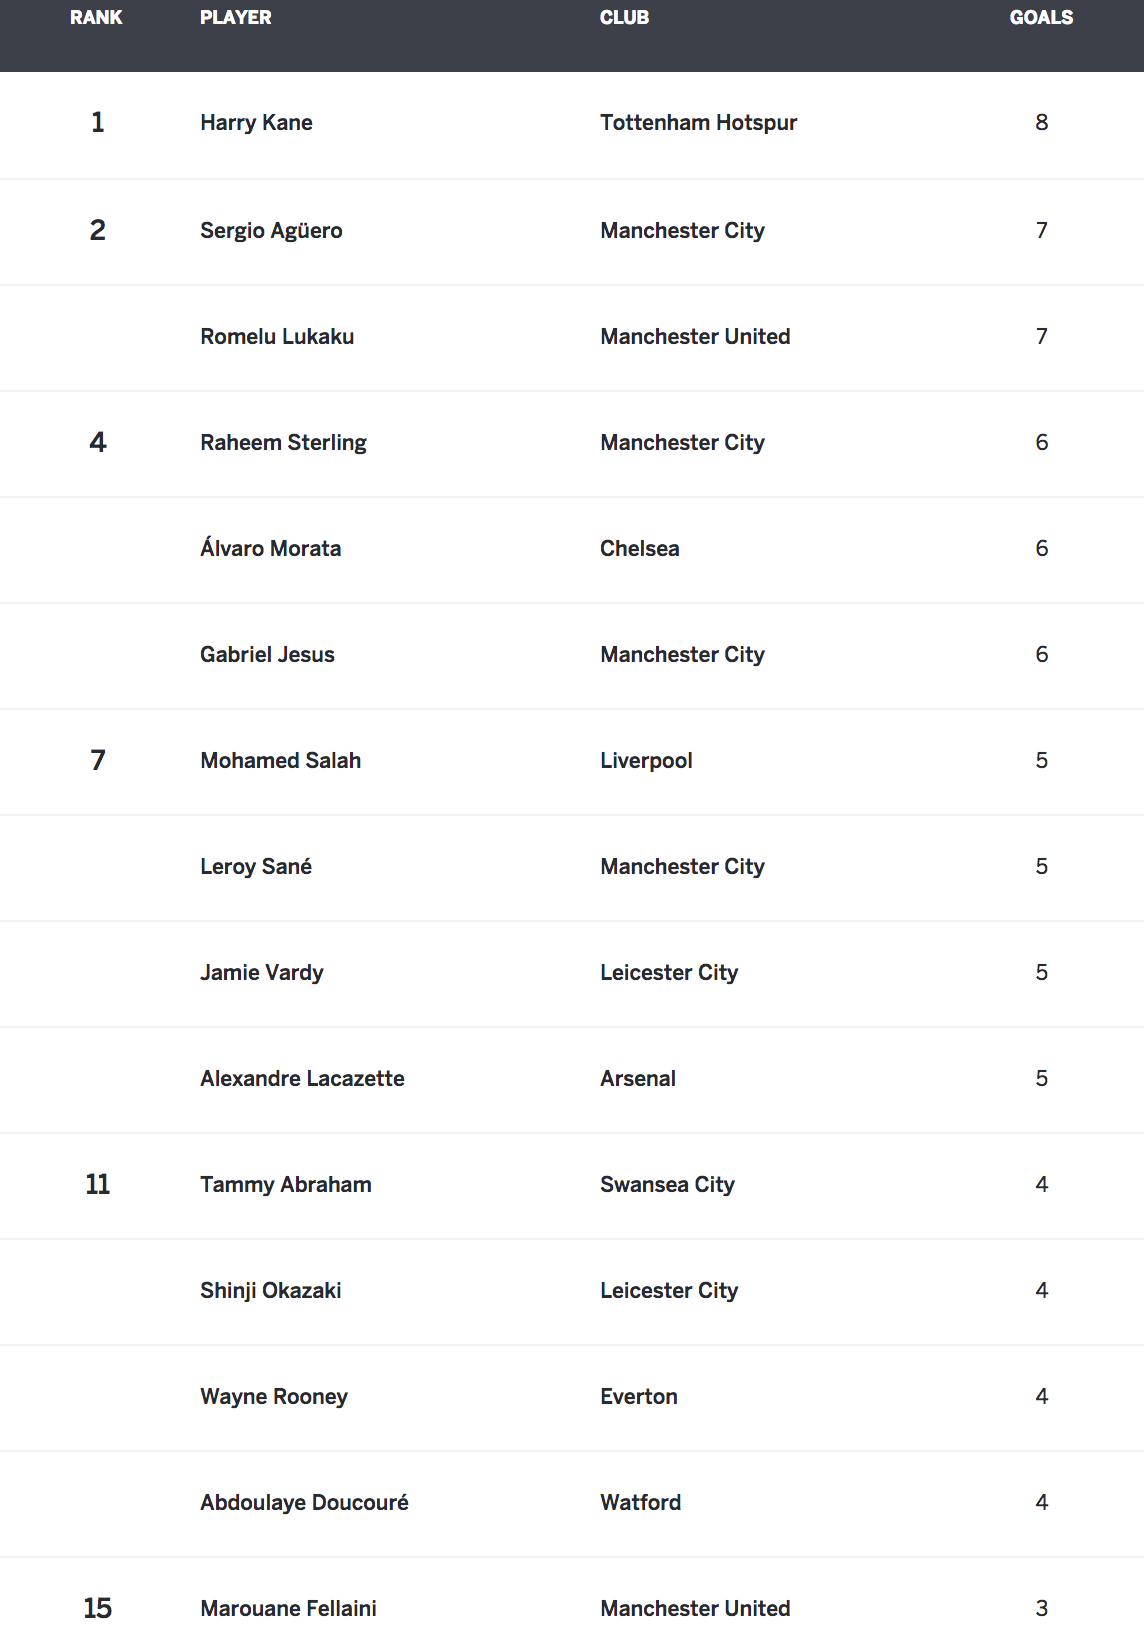 RANK PLAYER CLUB GOALS
1 Harry Kane Tottenham Hotspur 8
2 Sergio Agüero Manchester City 7
Romelu Lukaku Manchester United 7
4 Raheem Sterling Manchester City 6
Álvaro Morata Chelsea 6
Gabriel Jesus Manchester City 6
7 Mohamed Salah Liverpool 5
Leroy Sané Manchester City 5
Jamie Vardy Leicester City 5
Alexandre Lacazette Arsenal 5
11 Tammy Abraham Swansea City 4
Shinji Okazaki Leicester City 4
Wayne Rooney Everton 4
Abdoulaye Doucouré Watford 4
15 Marouane Fellaini Manchester United 3